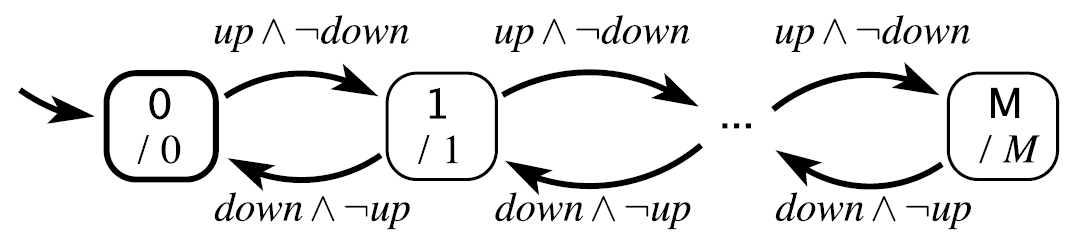 up ∧ ¬down up ∧ ¬down up ∧ ¬down
0 1 M
...
/ 0 / 1 / M
down ∧ ¬up down ∧ ¬up down ∧ ¬up